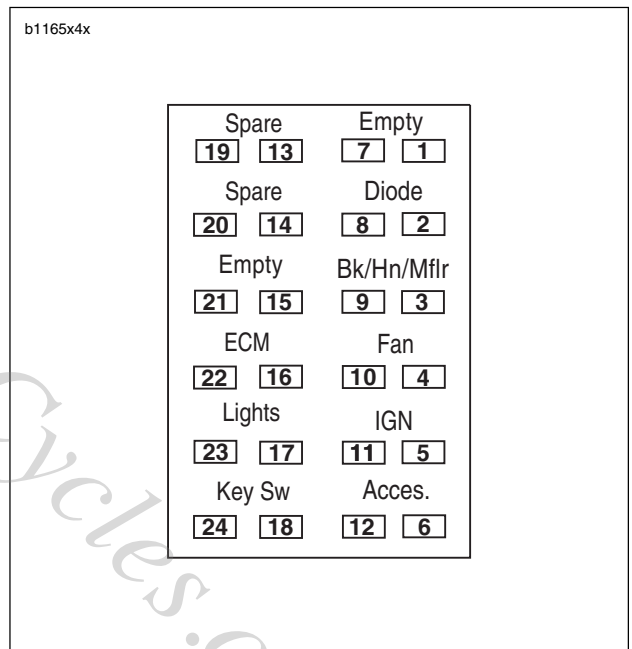 b1165x4x
Spare Empty
19 13 7 1
Spare Diode
20 14 8 2
Empty Bk/Hn/Mflr
21 15 9 3
ECM Fan
22 16 10 4
Lights IGN
23 17 11 5
Key Sw Acces.
24 18 12 6
Cycles.c